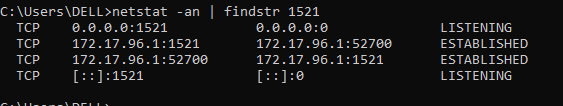 C:\Users\DELL>netstat -an | findstr 1521
  TCP    0.0.0.0:1521           0.0.0.0:0              LISTENING
  TCP    172.17.96.1:1521       172.17.96.1:52700      ESTABLISHED
  TCP    172.17.96.1:52700      172.17.96.1:1521       ESTABLISHED
  TCP    [::]:1521              [::]:0                 LISTENING
C:\Users\DELL>